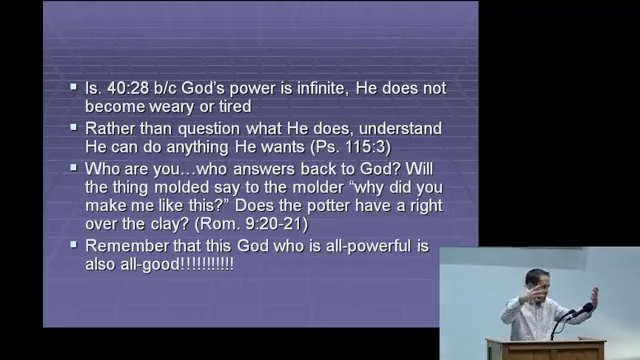 Is. 40:28 b/c God's power is infinite, He does not
become weary or tired
Rather than question what He does, understand
He can do anything He wants (Ps. 115:3)
Who are you...who answers back to God? Will
the thing molded say to the molder "why did you
make me like this?" Does the potter have a right
over the clay? (Rom. 9:20-21)
Remember that this God who is all-powerful is
also all-good!!!!!!!!!!!